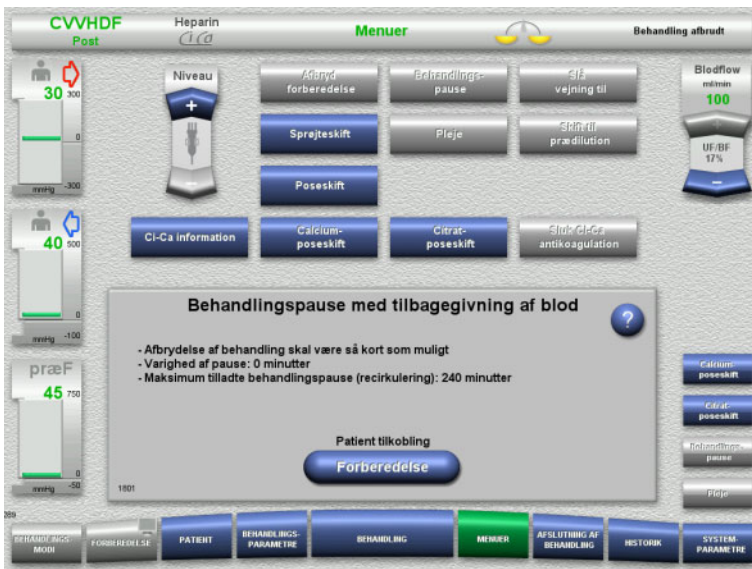 CVVHDF
Post
Heparin
Ci Ca
Menuer
Behandling afbrudt
30
300
0
mmHg
-300
40
500
0
mmHg
-100
præF
45
750
0
mmHg
-50
Niveau
+
Afbryd
forberedelse
Behandlings-
pause
Slå
vejning til
Sprøjteskift
Pleje
Skift til
prædilution
Poseskift
Ci-Ca information
Calcium-
poseskift
Citrat-
poseskift
Sluk Ci-Ca
antikoagulation
Blodflow
ml/min
100
UF/BF
17%
Behandlingspause med tilbagegivning af blod
?
- Afbrydelse af behandling skal være så kort som muligt
- Varighed af pause: 0 minutter
- Maksimum tilladte behandlingspause (recirkulering): 240 minutter
Patient tilkobling
Forberedelse
1601
Calcium-
poseskift
Citrat-
poseskift
Behandlings-
pause
Pleje
BEHANDLINGS-
MODI
FORBEREDELSE
PATIENT
BEHANDLINGS-
PARAMETRE
BEHANDLING
MENUER
AFSLUTNING AF
BEHANDLING
HISTORIK
SYSTEM-
PARAMETRE